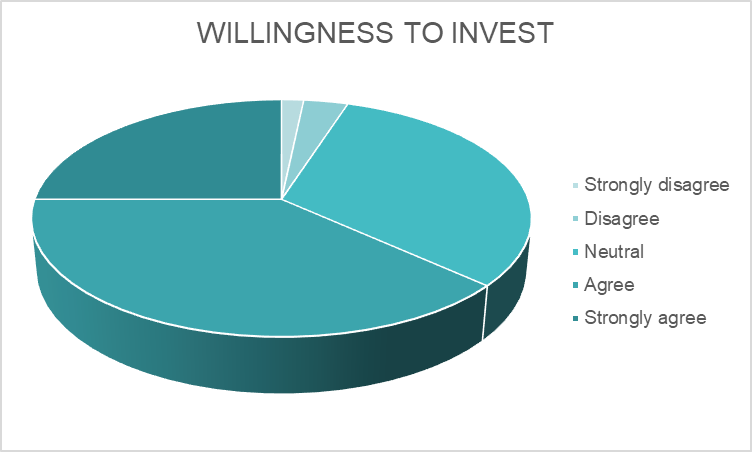 WILLINGNESS TO INVEST
Strongly disagree
Disagree
Neutral
Agree
Strongly agree